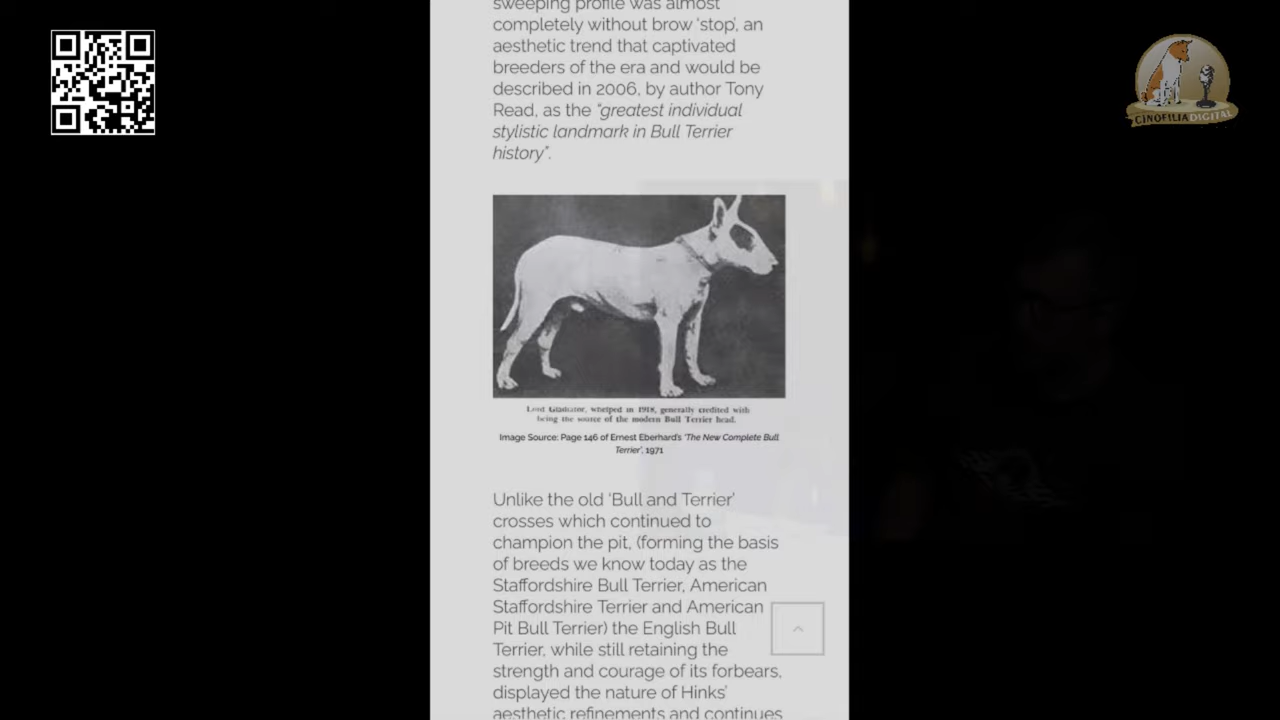 sweeping profile was almost
completely without brow ‘stop’, an
aesthetic trend that captivated
breeders of the era and would be
described in 2006, by author Tony
Read, as the “greatest individual
stylistic landmark in Bull Terrier
history”.
CINOFILIA DIGITAL
Lord Gladiator, whelped in 1918, generally credited with
being the source of the modern Bull Terrier head.
Image Source: Page 146 of Ernest Eberhard's ‘The New Complete Bull
Terrier’, 1971
Unlike the old ‘Bull and Terrier’
crosses which continued to
champion the pit, (forming the basis
of breeds we know today as the
Staffordshire Bull Terrier, American
Staffordshire Terrier and American
Pit Bull Terrier) the English Bull
Terrier, while still retaining the
strength and courage of its forbears,
displayed the nature of Hinks’
aesthetic refinements and continues